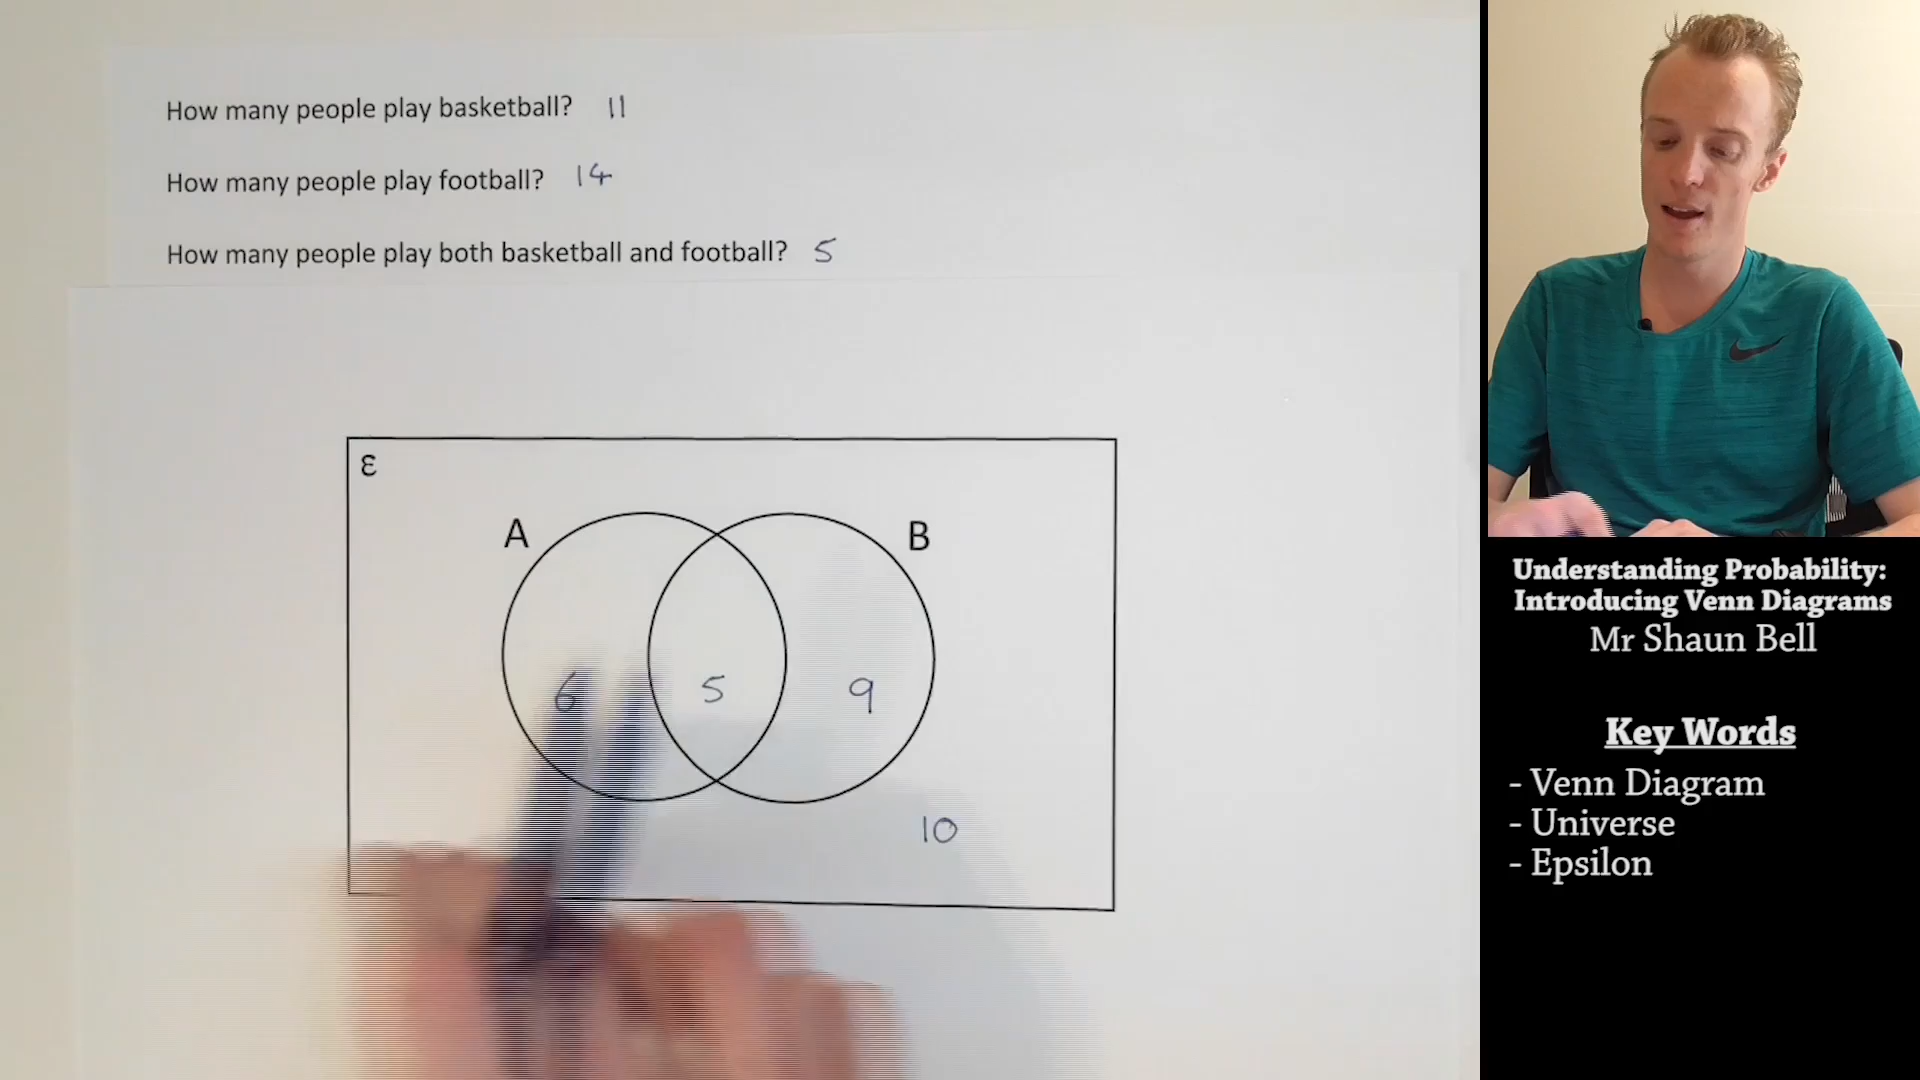 How many people play basketball? 11
How many people play football? 14
How many people play both basketball and football? 5
ε
A
B
6
5
9
10
Understanding Probability:
Introducing Venn Diagrams
Mr Shaun Bell
Key Words
- Venn Diagram
- Universe
- Epsilon